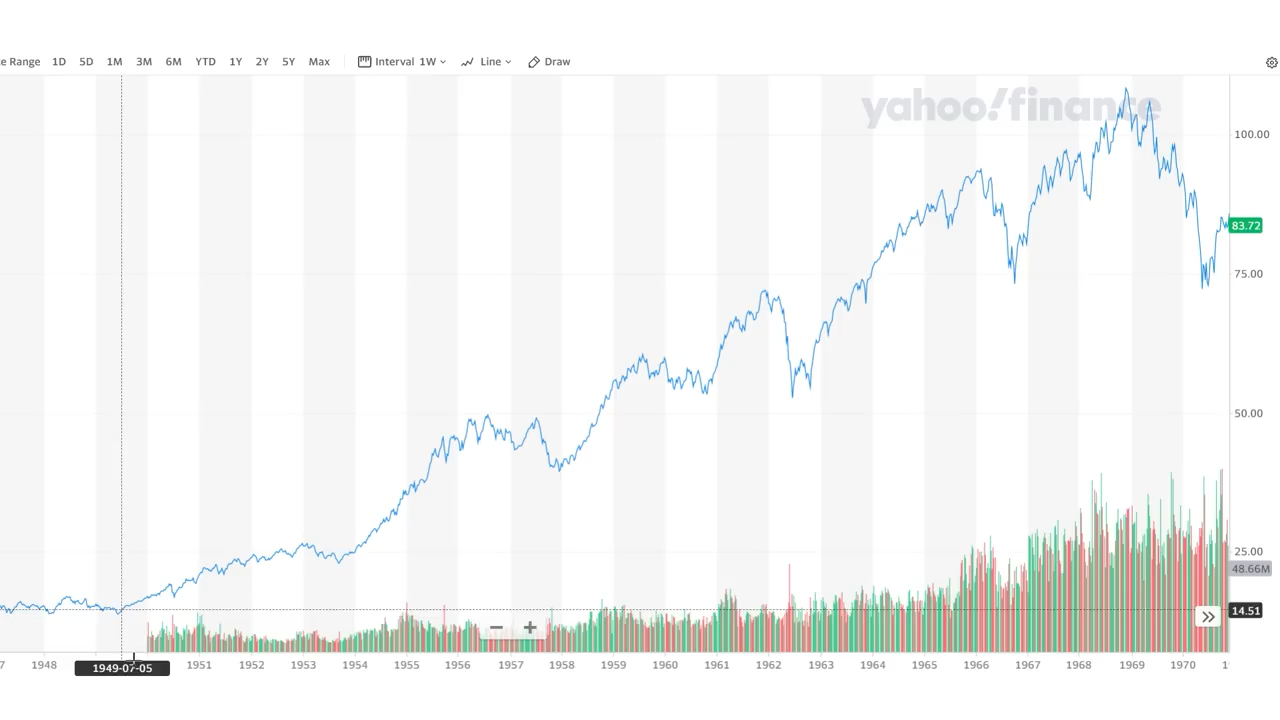 e Range 1D 5D 1M 3M 6M YTD 1Y 2Y 5Y Max Interval 1W Line Draw
yahoo!finance
100.00
83.72
75.00
50.00
25.00
48.66M
14.51
7 1948 1949-07-05 1951 1952 1953 1954 1955 1956 1957 1958 1959 1960 1961 1962 1963 1964 1965 1966 1967 1968 1969 1970 1